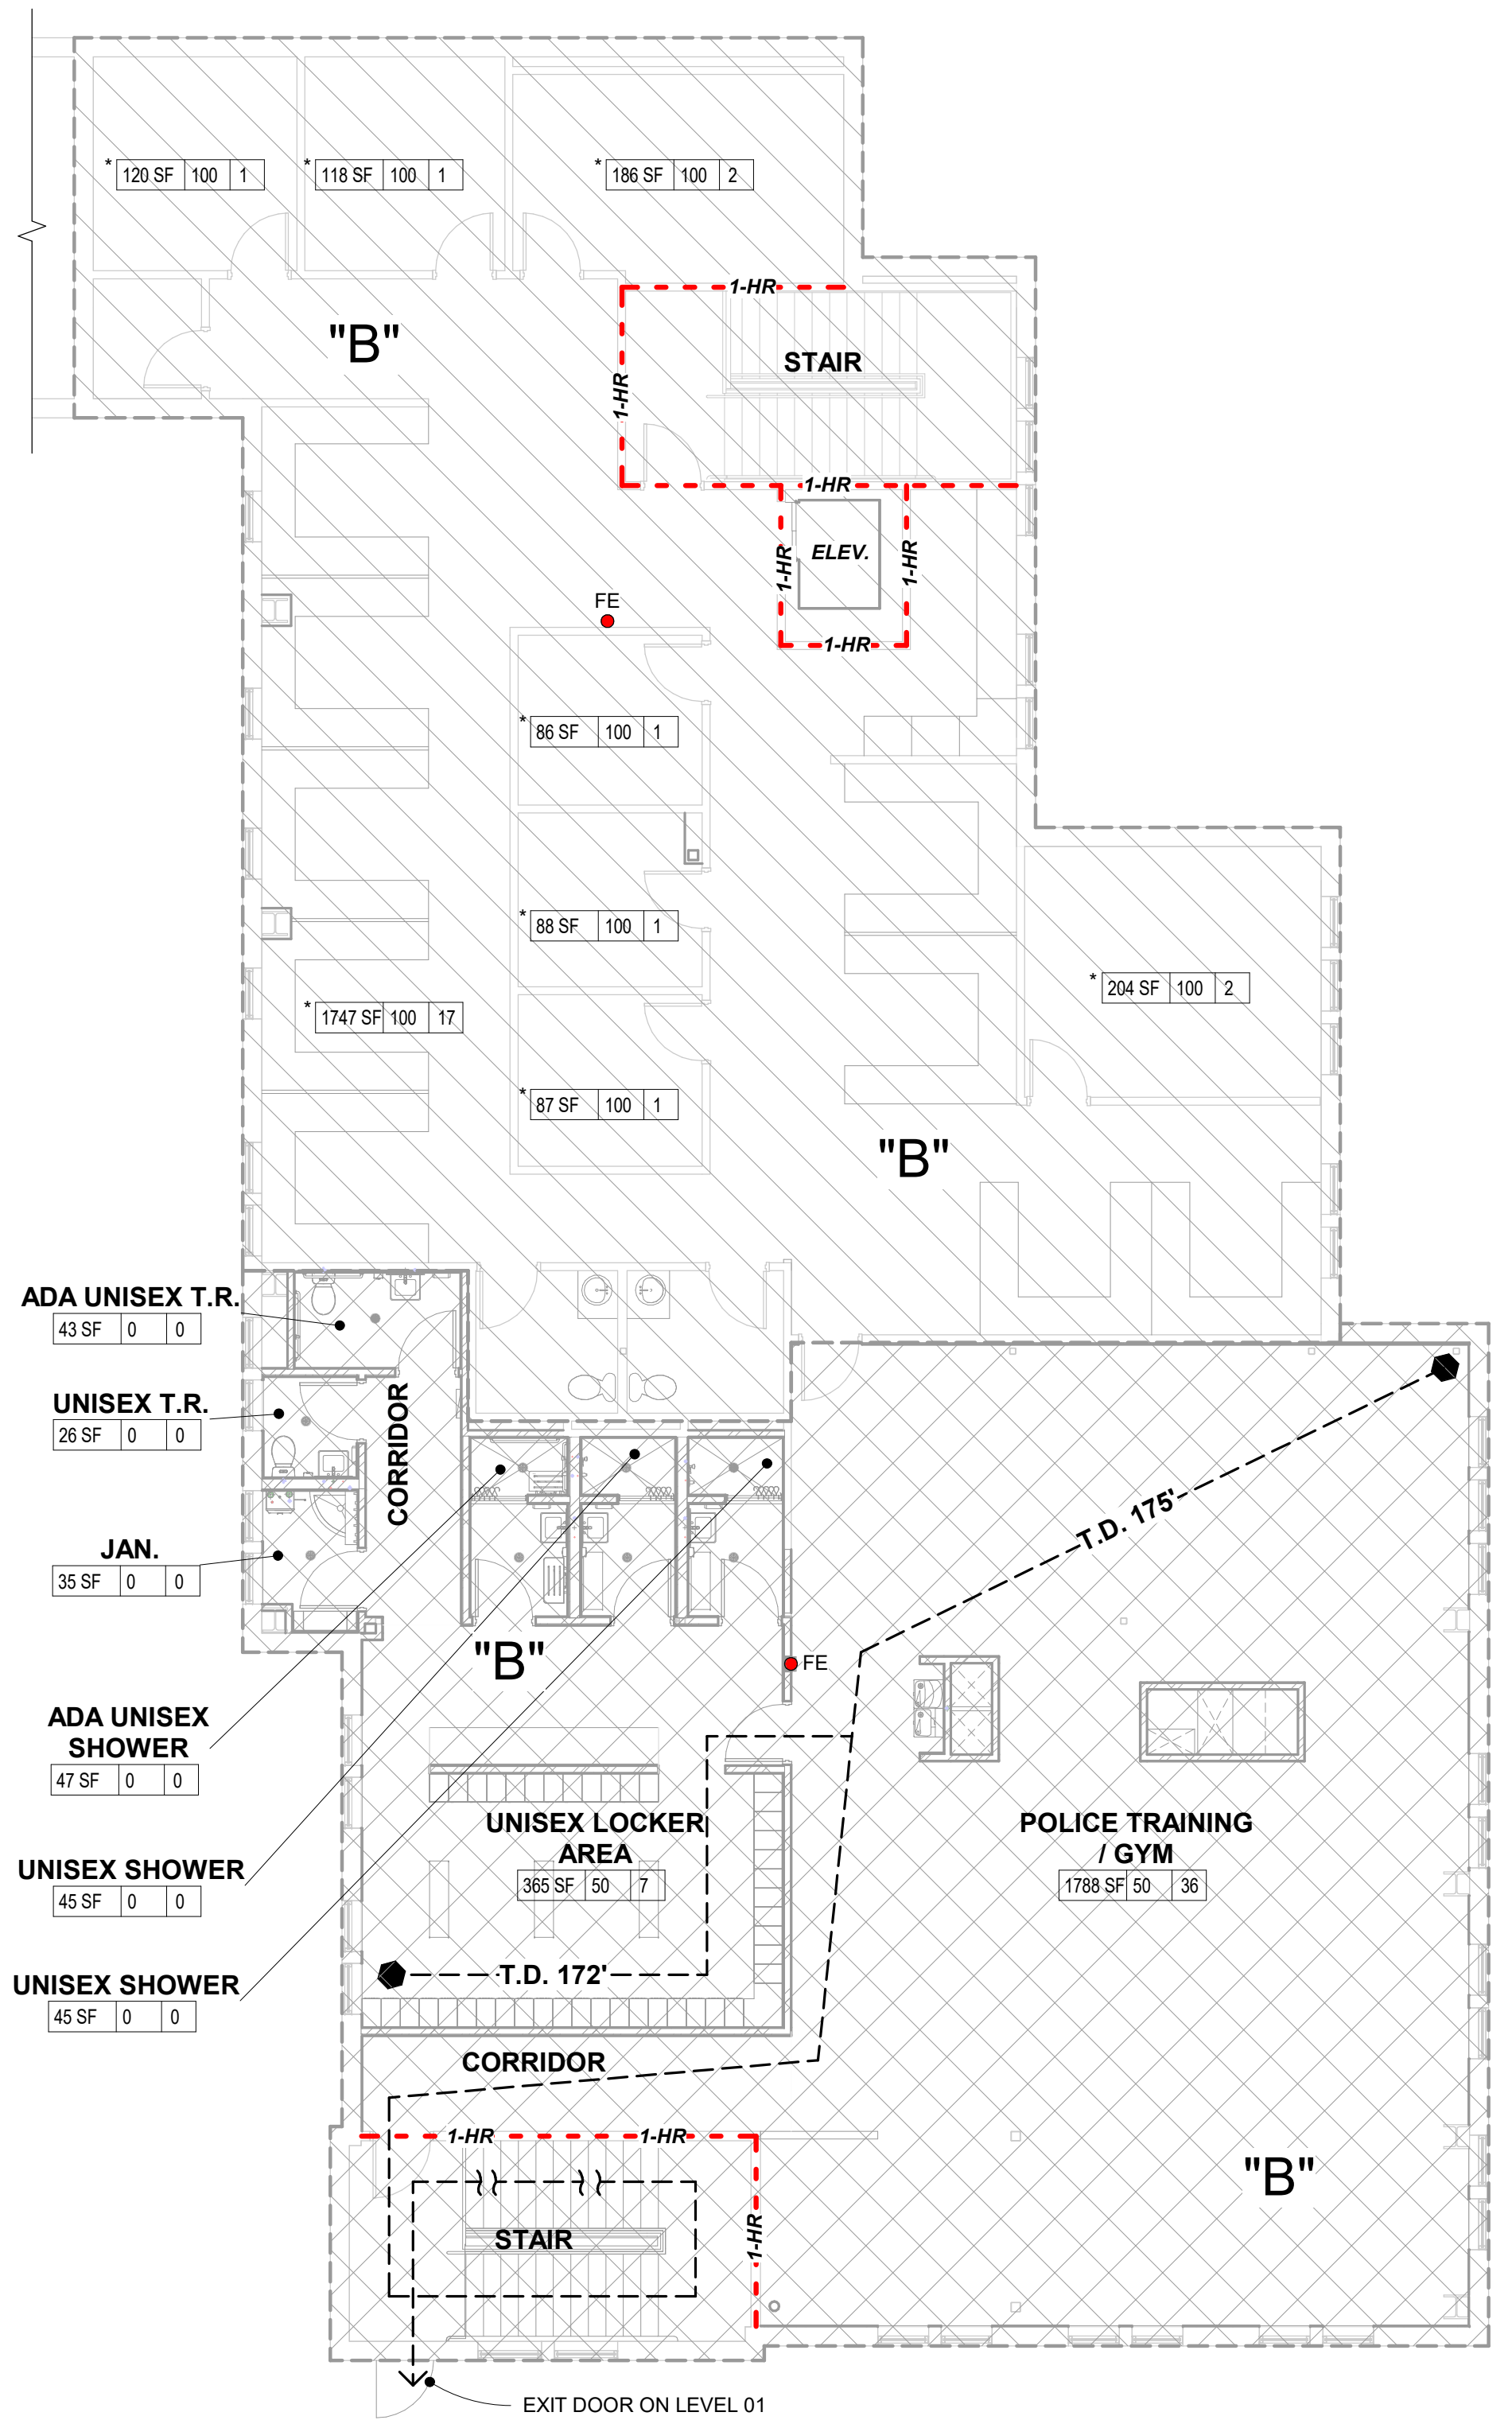 * 120 SF 100 1
* 118 SF 100 1
* 186 SF 100 2
1-HR
"B"
STAIR
1-HR
1-HR
ELEV.
1-HR
1-HR
FE
1-HR
* 86 SF 100 1
* 88 SF 100 1
* 204 SF 100 2
* 1747 SF 100 17
* 87 SF 100 1
"B"
ADA UNISEX T.R.
43 SF 0 0
UNISEX T.R.
26 SF 0 0
CORRIDOR
JAN.
35 SF 0 0
T.D. 175'
"B"
FE
ADA UNISEX
SHOWER
47 SF 0 0
UNISEX LOCKER
AREA
365 SF 50 7
POLICE TRAINING
/ GYM
1788 SF 50 36
UNISEX SHOWER
45 SF 0 0
T.D. 172'
UNISEX SHOWER
45 SF 0 0
CORRIDOR
1-HR
1-HR
"B"
STAIR
1-HR
EXIT DOOR ON LEVEL 01